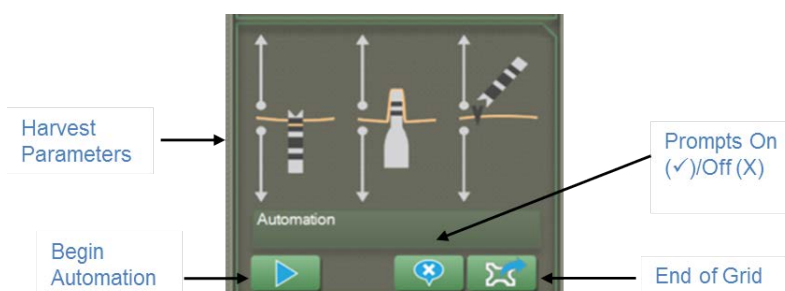 Harvest
Parameters
Prompts On
(✓)/Off (X)
Automation
Begin
Automation
End of Grid